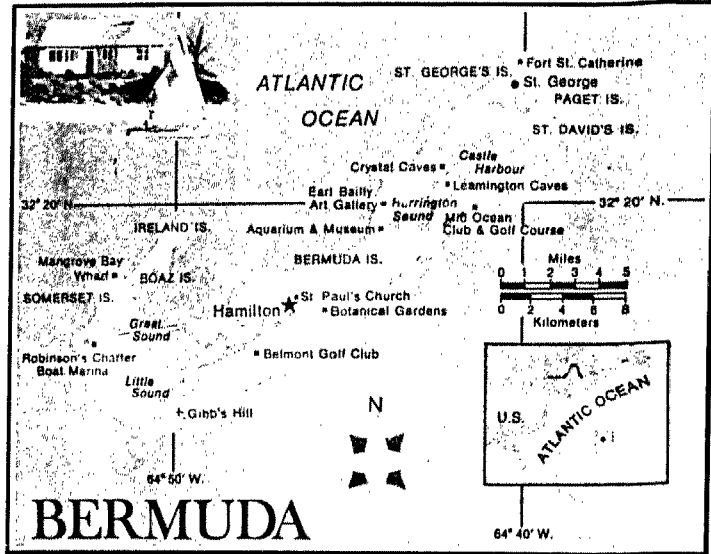 ATLANTIC
OCEAN
ST. GEORGE'S IS.
Fort St. Catherine
St. George
PAGET IS.
ST. DAVID'S IS.
Crystal Caves
Castle
Harbour
Leamington Caves
Earl Bailly
Art Gallery
Hurrington
Sound
32° 20' N.
32° 20' N.
Mid Ocean
Club & Golf Course
IRELAND IS.
Aquarium & Museum
Mangrove Bay
Wharf
BOAZ IS.
BERMUDA IS.
SOMERSET IS.
Hamilton
St Paul's Church
Botanical Gardens
Miles
0 1 2 3 4 5
0 2 4 6 8
Kilometers
Great
Sound
Robinson's Charter
Boat Marina
Belmont Golf Club
Little
Sound
Gibb's Hill
N
U.S.
ATLANTIC OCEAN
64° 50' W.
64° 40' W.
BERMUDA